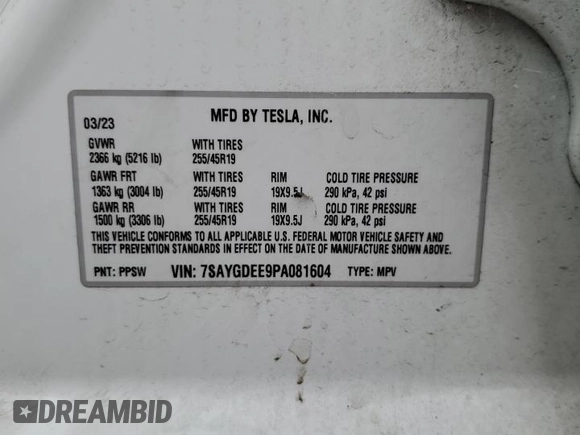 03/23
MFD BY TESLA, INC.
GVWR WITH TIRES
2366 kg (5216 lb) 255/45R19
GAWR FRT WITH TIRES RIM COLD TIRE PRESSURE
1363 kg (3004 lb) 255/45R19 19X9.5J 290 kPa, 42 psi
GAWR RR WITH TIRES RIM COLD TIRE PRESSURE
1500 kg (3306 lb) 255/45R19 19X9.5J 290 kPa, 42 psi
THIS VEHICLE CONFORMS TO ALL APPLICABLE U.S. FEDERAL MOTOR VEHICLE SAFETY AND
THEFT PREVENTION STANDARDS IN EFFECT ON THE DATE OF MANUFACTURE SHOWN ABOVE.
PNT: PPSW VIN: 7SAYGDEE9PA081604 TYPE: MPV
DREAMBID